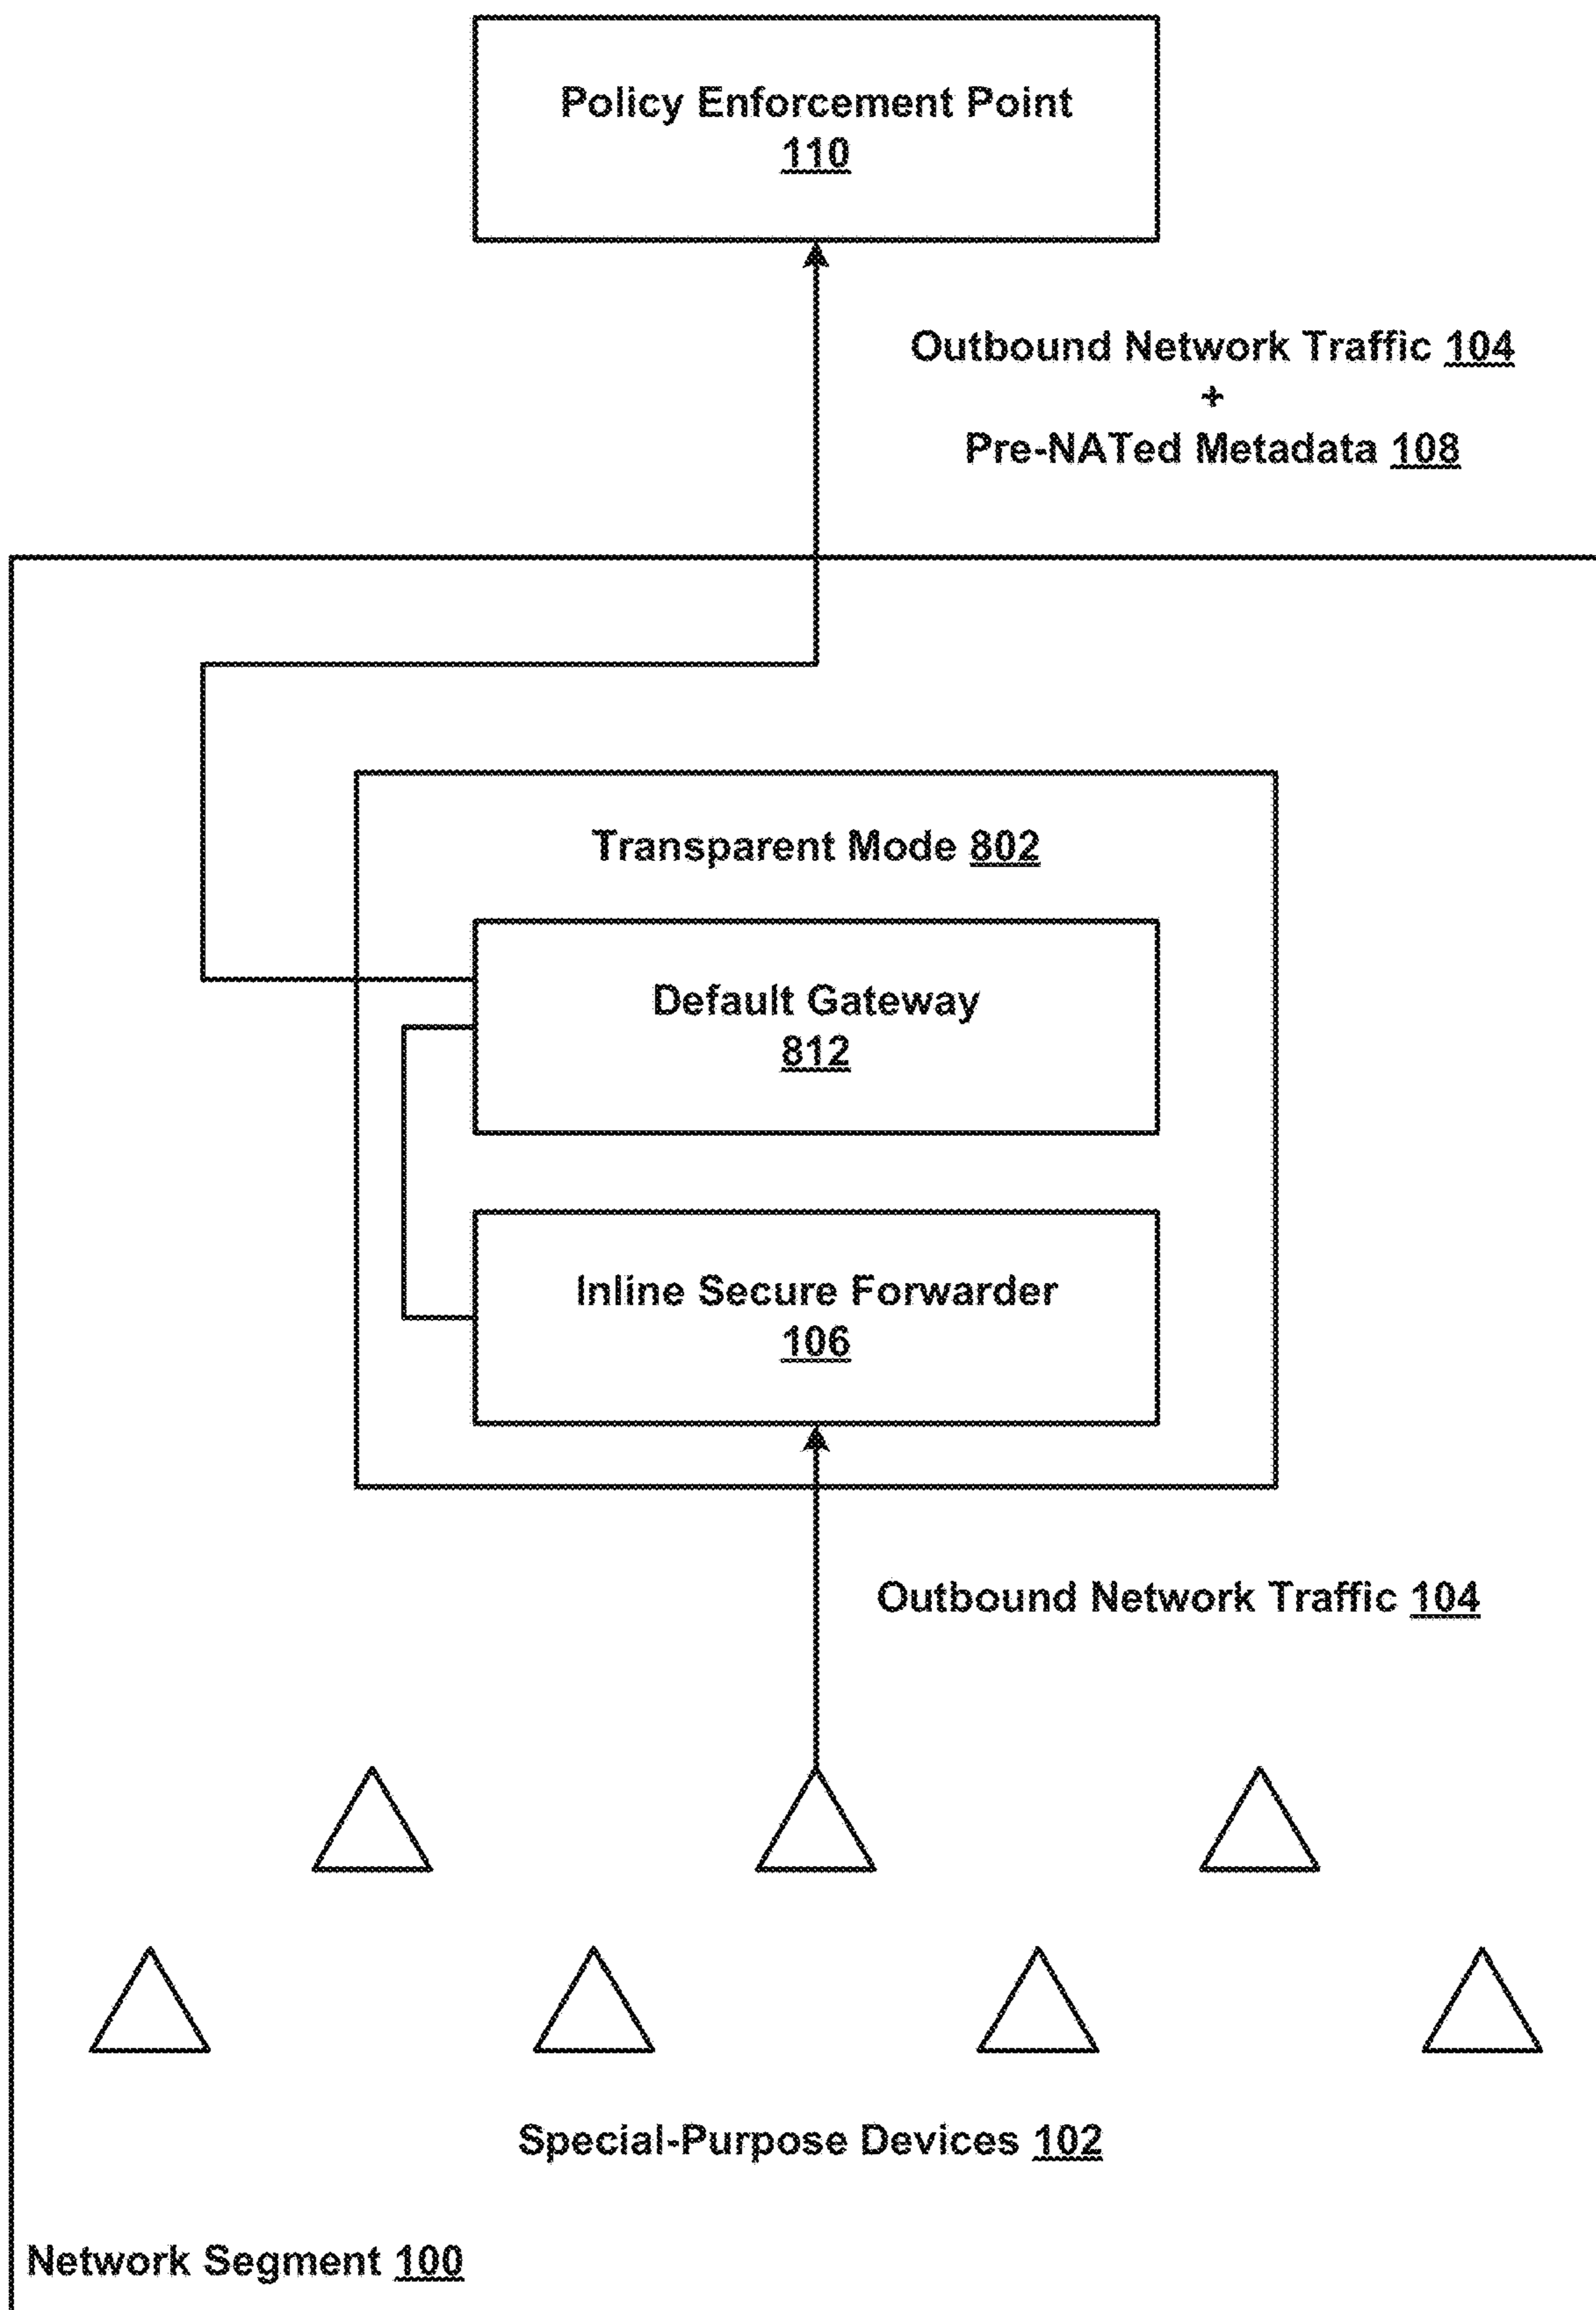 Policy Enforcement Point
110
Outbound Network Traffic 104
+
Pre-NATed Metadata 108
Transparent Mode 802
Default Gateway
812
Inline Secure Forwarder
106
Outbound Network Traffic 104
Special-Purpose Devices 102
Network Segment 100